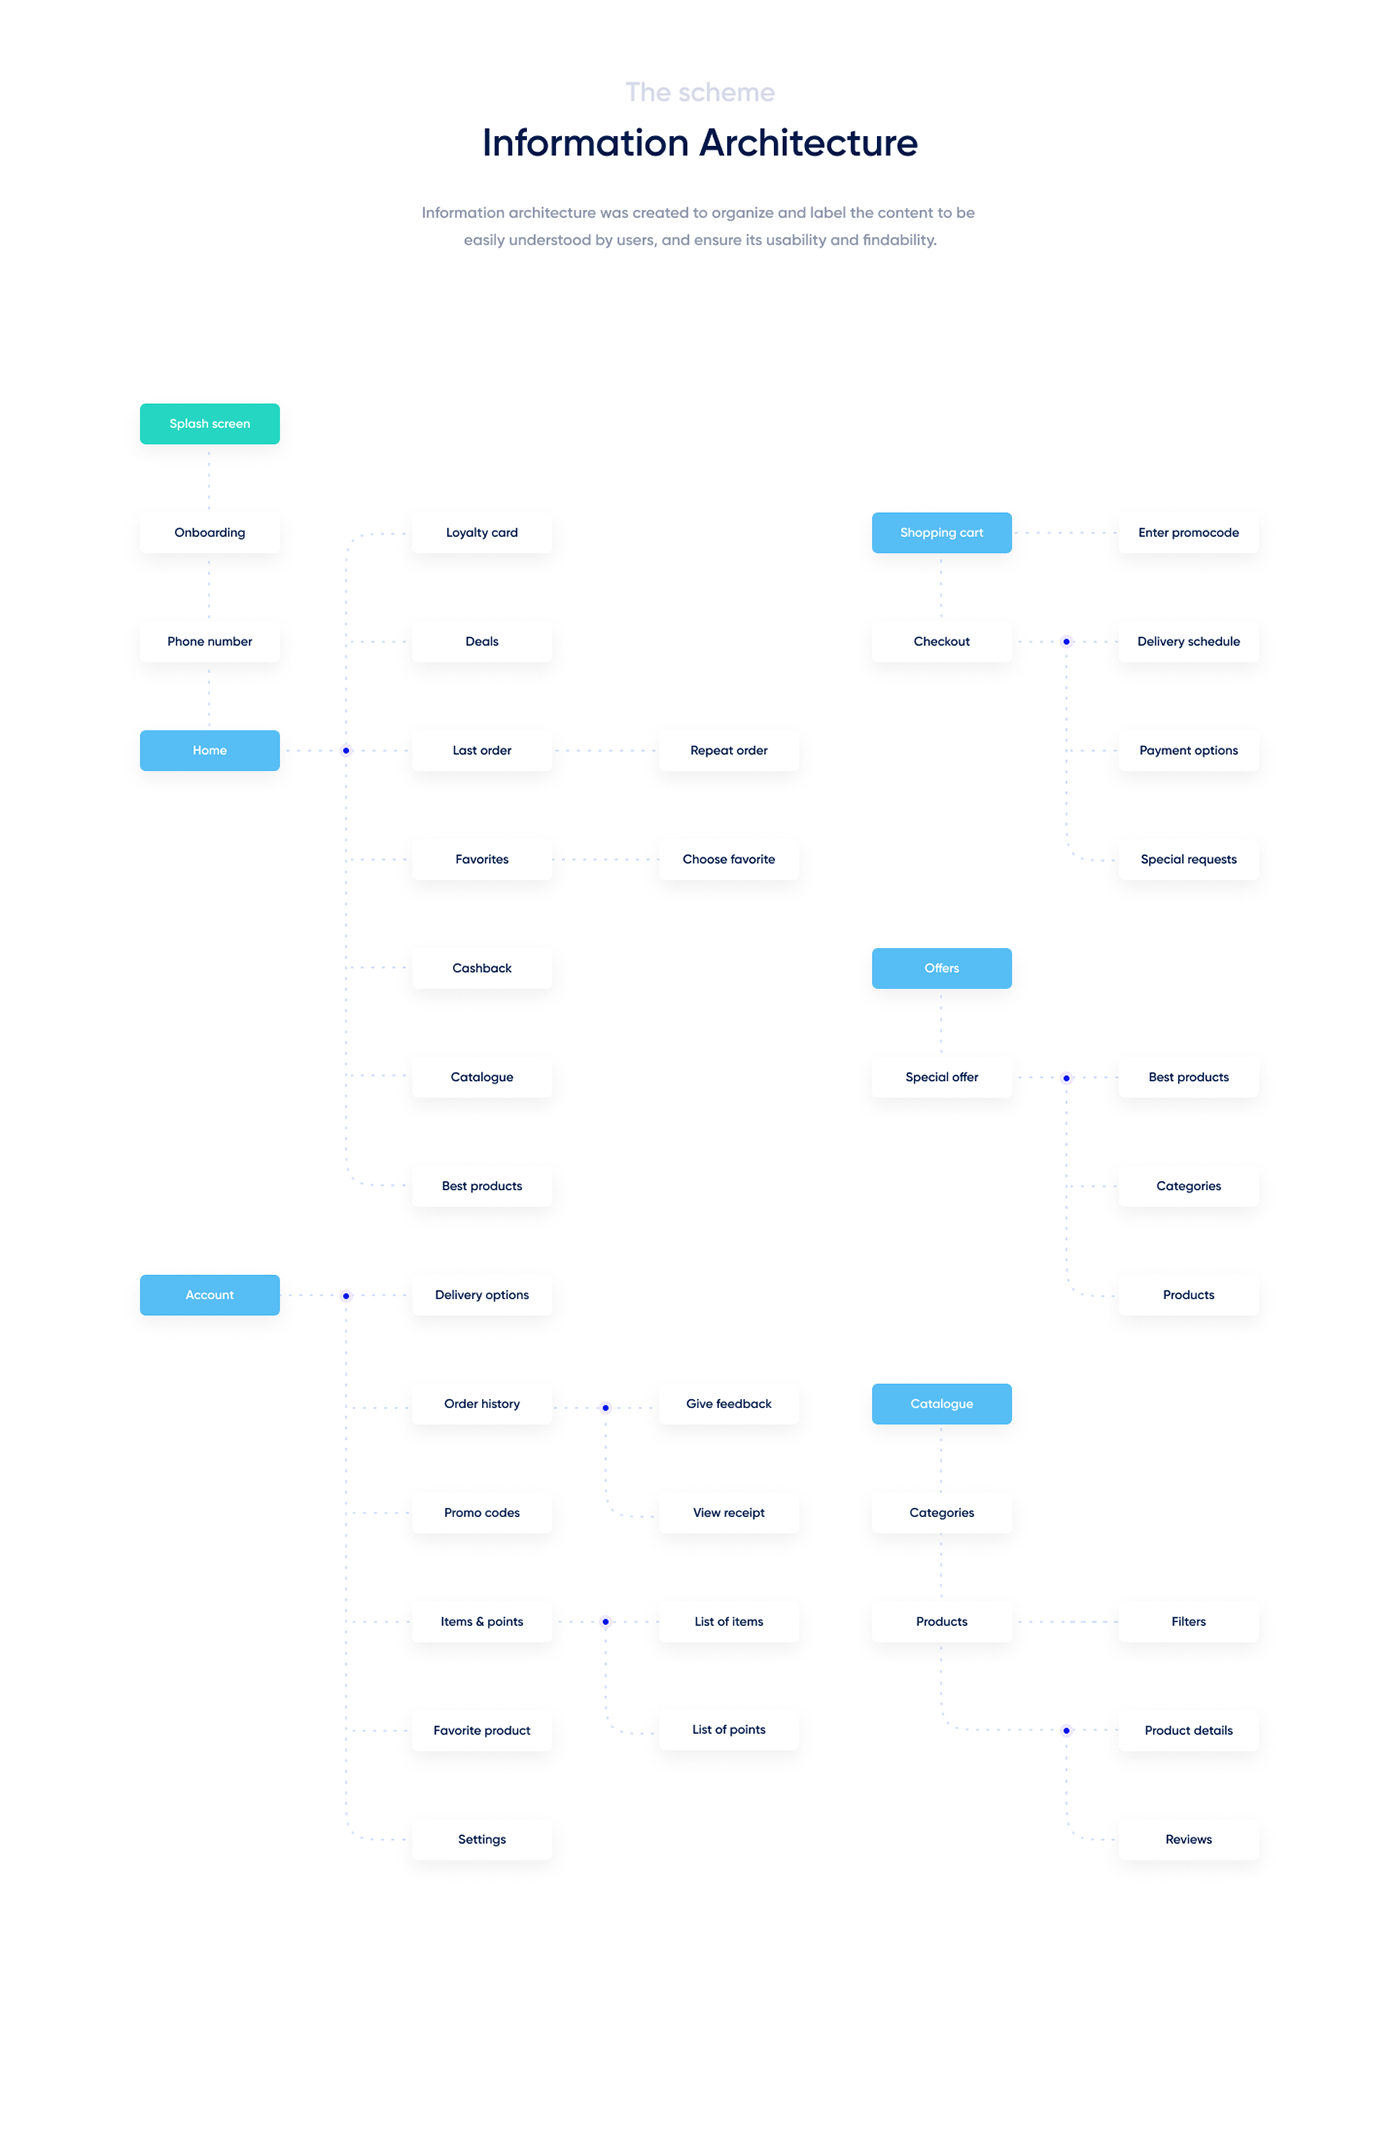 The scheme
Information Architecture
Information architecture was created to organize and label the content to be
easily understood by users, and ensure its usability and findability.
Splash screen
Onboarding
Phone number
Home
Loyalty card
Deals
Last order
Repeat order
Favorites
Choose favorite
Cashback
Catalogue
Best products
Account
Delivery options
Order history
Give feedback
View receipt
Promo codes
Items & points
List of items
List of points
Favorite product
Settings
Shopping cart
Enter promocode
Checkout
Delivery schedule
Payment options
Special requests
Offers
Special offer
Best products
Categories
Products
Catalogue
Categories
Products
Filters
Product details
Reviews